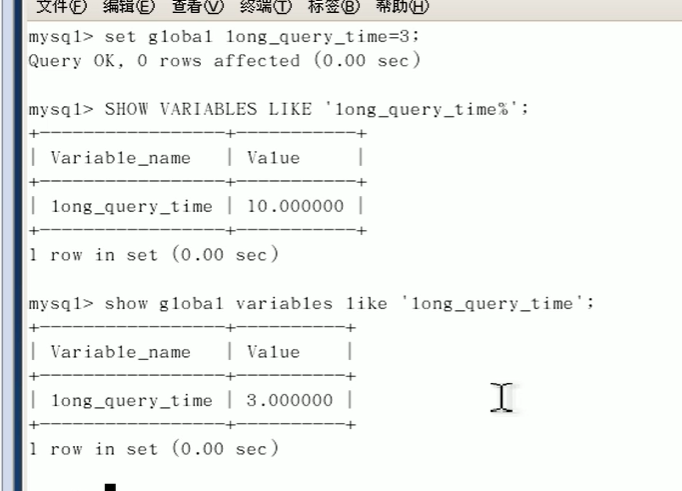 文件(F) 编辑(E) 查看(V) 终端(T) 标签(B) 帮助(H)
mysql> set global long_query_time=3;
Query OK, 0 rows affected (0.00 sec)
mysql> SHOW VARIABLES LIKE 'long_query_time%';
+-----------------+-----------+
| Variable_name   | Value     |
+-----------------+-----------+
| long_query_time | 10.000000 |
+-----------------+-----------+
1 row in set (0.00 sec)
mysql> show global variables like 'long_query_time';
+-----------------+----------+
| Variable_name   | Value    |
+-----------------+----------+
| long_query_time | 3.000000 |
+-----------------+----------+
1 row in set (0.00 sec)